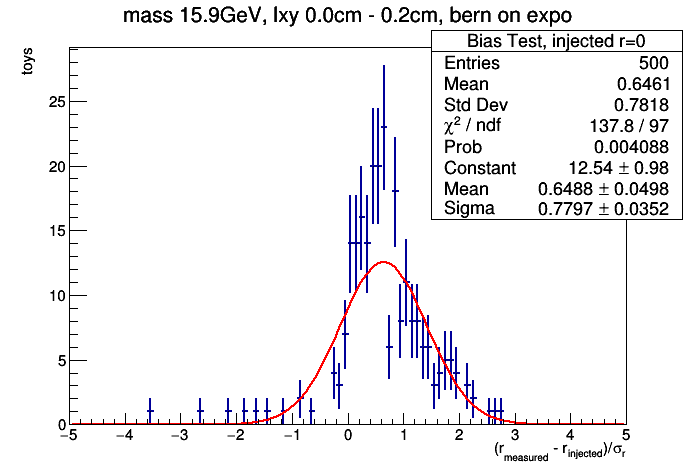 mass 15.9GeV, lxy 0.0cm - 0.2cm, bern on expo
Bias Test, injected r=0
Entries 500
Mean 0.6461
Std Dev 0.7818
χ² / ndf 137.8 / 97
Prob 0.004088
Constant 12.54 ± 0.98
Mean 0.6488 ± 0.0498
Sigma 0.7797 ± 0.0352
toys
25
20
15
10
5
0
−5 −4 −3 −2 −1 0 1 2 3 4 5
(r_measured - r_injected)/σ_r